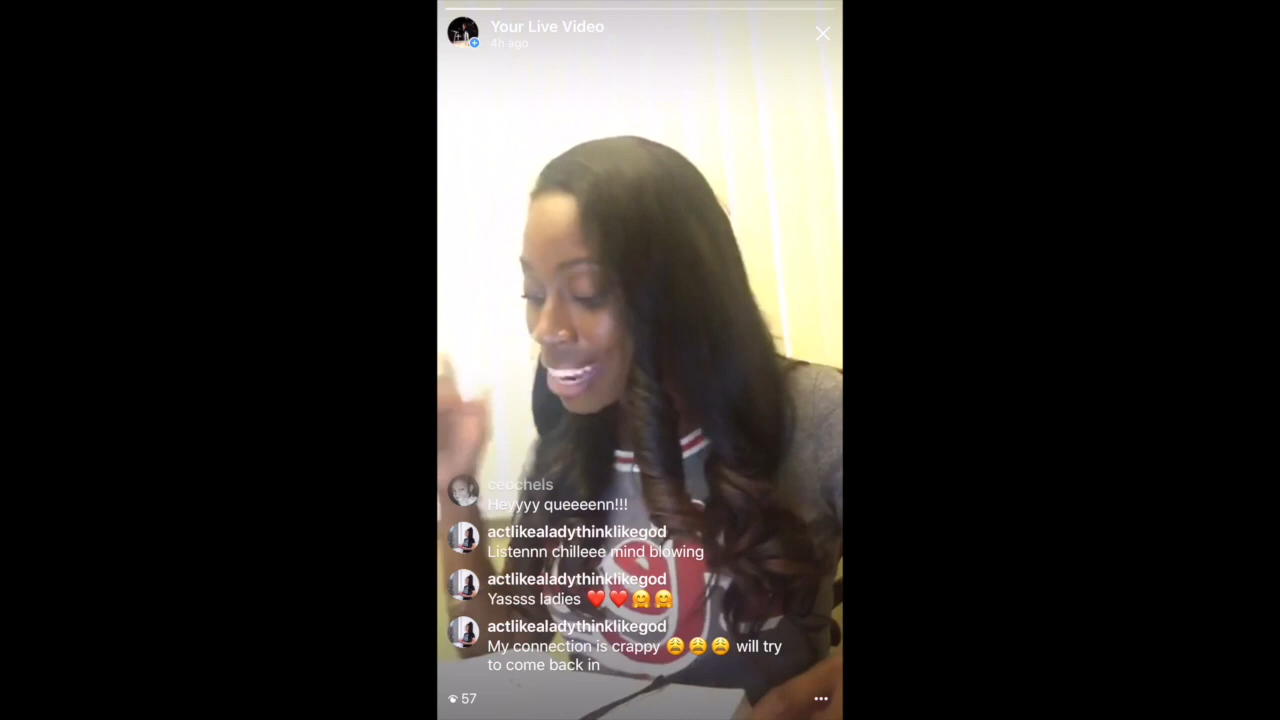 Your Live Video
4h ago
ceochels
Heyyyy queeeenn!!!
actlikealadythinklikegod
Listennn chilleee mind blowing
actlikealadythinklikegod
Yassss ladies ❤️❤️🤗🤗
actlikealadythinklikegod
My connection is crappy 😩😩😩 will try
to come back in
57